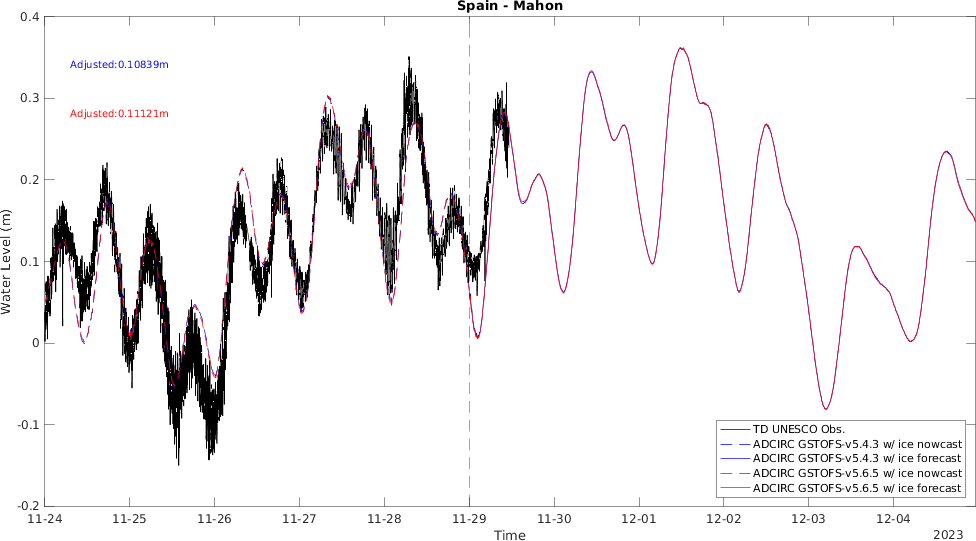 Spain - Mahon
0.4
Adjusted:0.10839m
0.3
Adjusted:0.11121m
0.2
Water Level (m)
0.1
0
-0.1
TD UNESCO Obs.
ADCIRC GSTOFS-v5.4.3 w/ ice nowcast
ADCIRC GSTOFS-v5.4.3 w/ ice forecast
ADCIRC GSTOFS-v5.6.5 w/ ice nowcast
ADCIRC GSTOFS-v5.6.5 w/ ice forecast
-0.2
11-24 11-25 11-26 11-27 11-28 11-29 11-30 12-01 12-02 12-03 12-04
Time
2023